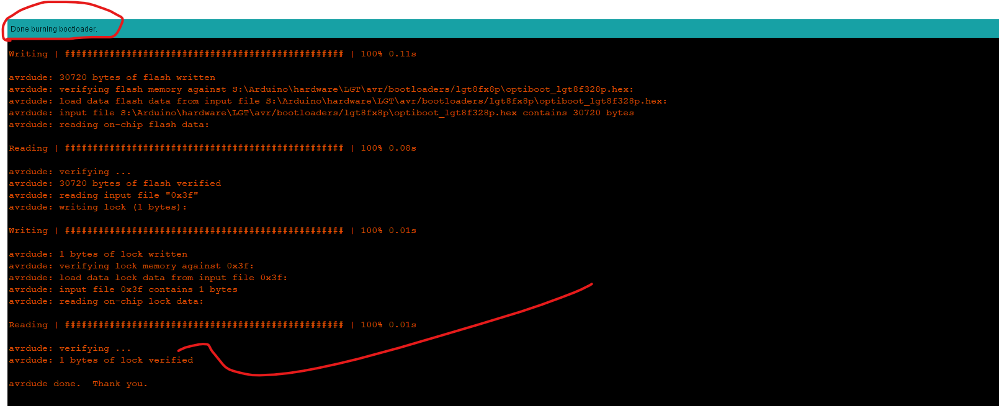 Done burning bootloader.
Writing | ################################################## | 100% 0.11s
avrdude: 30720 bytes of flash written
avrdude: verifying flash memory against S:\Arduino\hardware\LGT\avr/bootloaders/lgt8fx8p\optiboot_lgt8f328p.hex:
avrdude: load data flash data from input file S:\Arduino\hardware\LGT\avr/bootloaders/lgt8fx8p\optiboot_lgt8f328p.hex:
avrdude: input file S:\Arduino\hardware\LGT\avr/bootloaders/lgt8fx8p\optiboot_lgt8f328p.hex contains 30720 bytes
avrdude: reading on-chip flash data:
Reading | ################################################## | 100% 0.08s
avrdude: verifying ...
avrdude: 30720 bytes of flash verified
avrdude: reading input file "0x3f"
avrdude: writing lock (1 bytes):
Writing | ################################################## | 100% 0.01s
avrdude: 1 bytes of lock written
avrdude: verifying lock memory against 0x3f:
avrdude: load data lock data from input file 0x3f:
avrdude: input file 0x3f contains 1 bytes
avrdude: reading on-chip lock data:
Reading | ################################################## | 100% 0.01s
avrdude: verifying ...
avrdude: 1 bytes of lock verified
avrdude done.  Thank you.